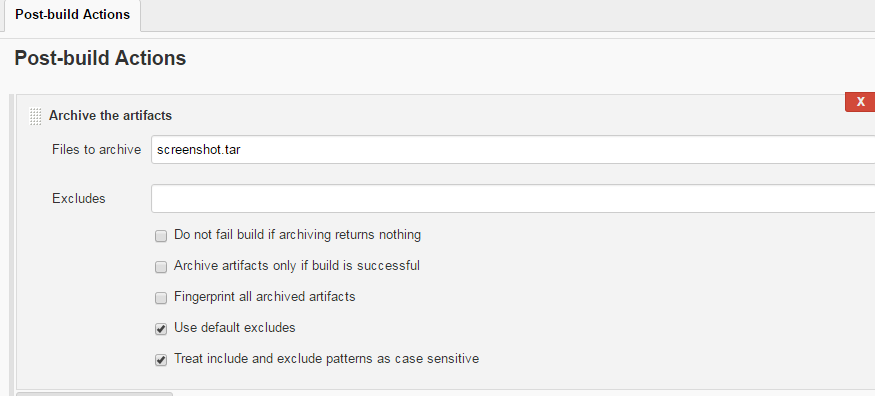 Post-build Actions
Post-build Actions
X
Archive the artifacts
Files to archive screenshot.tar
Excludes
Do not fail build if archiving returns nothing
Archive artifacts only if build is successful
Fingerprint all archived artifacts
Use default excludes
Treat include and exclude patterns as case sensitive